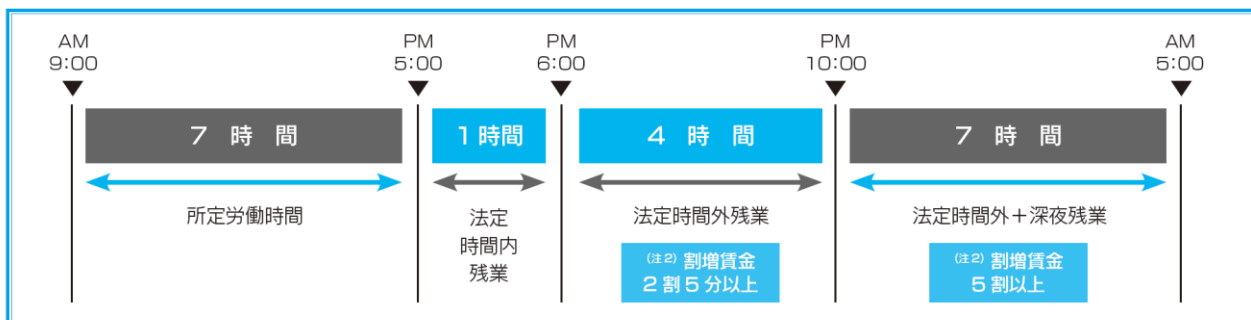 AM
9:00
PM
5:00
PM
6:00
PM
10:00
AM
5:00
7 時 間
1 時間
4 時 間
7 時 間
所定労働時間
法定
時間内
残業
法定時間外残業
法定時間外+深夜残業
(注2) 割増賃金
2割5分以上
(注2) 割増賃金
5割以上